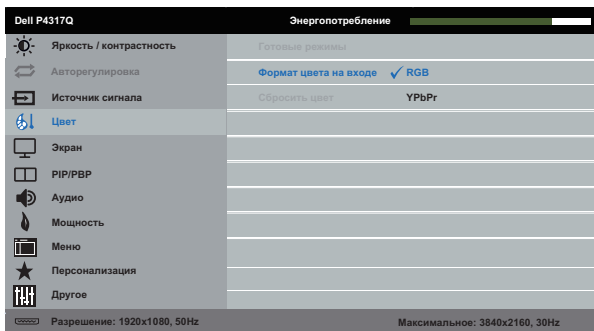 Dell P4317Q Энергопотребление
Яркость / контрастность Готовые режимы
Авторегулировка Формат цвета на входе RGB
Источник сигнала Сбросить цвет YPbPr
Цвет
Экран
PIP/PBP
Аудио
Мощность
Меню
Персонализация
Другое
Разрешение: 1920x1080, 50Hz Максимальное: 3840x2160, 30Hz